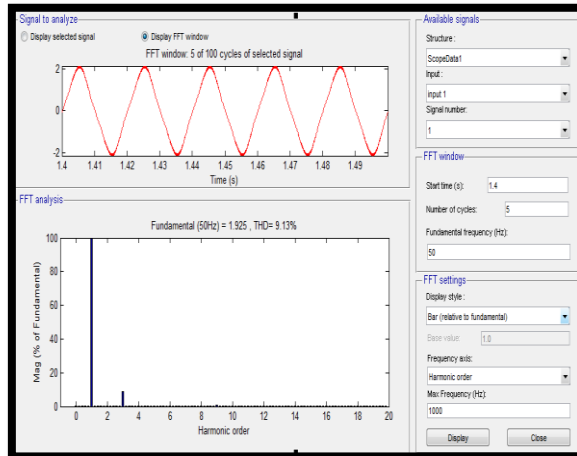 Signal to analyze
Display selected signal
Display FFT window
FFT window: 5 of 100 cycles of selected signal
2
0
-2
1.4 1.41 1.42 1.43 1.44 1.45 1.46 1.47 1.48 1.49
Time (s)
FFT analysis
Fundamental (50Hz) = 1.925 , THD= 9.13%
Mag (% of Fundamental)
100
80
60
40
20
0
0 2 4 6 8 10 12 14 16 18 20
Harmonic order
Available signals
Structure :
ScopeData1
Input :
input 1
Signal number:
1
FFT window
Start time (s): 1.4
Number of cycles: 5
Fundamental frequency (Hz):
50
FFT settings
Display style :
Bar (relative to fundamental)
Base value: 1.0
Frequency axis:
Harmonic order
Max Frequency (Hz):
1000
Display
Close